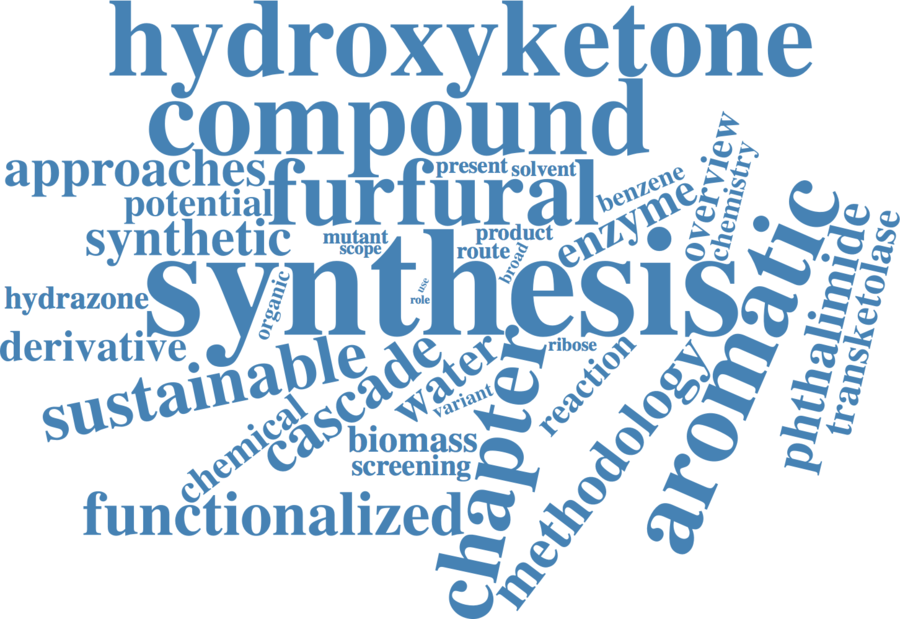 hydroxyketone
compound
approaches
furfural
present
solvent
benzene
overview
chemistry
potential
enzyme
synthetic
mutant
scope
product
route
broad
aromatic
phthalimide
transketolase
synthesis
hydrazone
organic
use
role
derivative
ribose
sustainable
cascade
water
variant
chapter
reaction
methodology
chemical
biomass
screening
functionalized